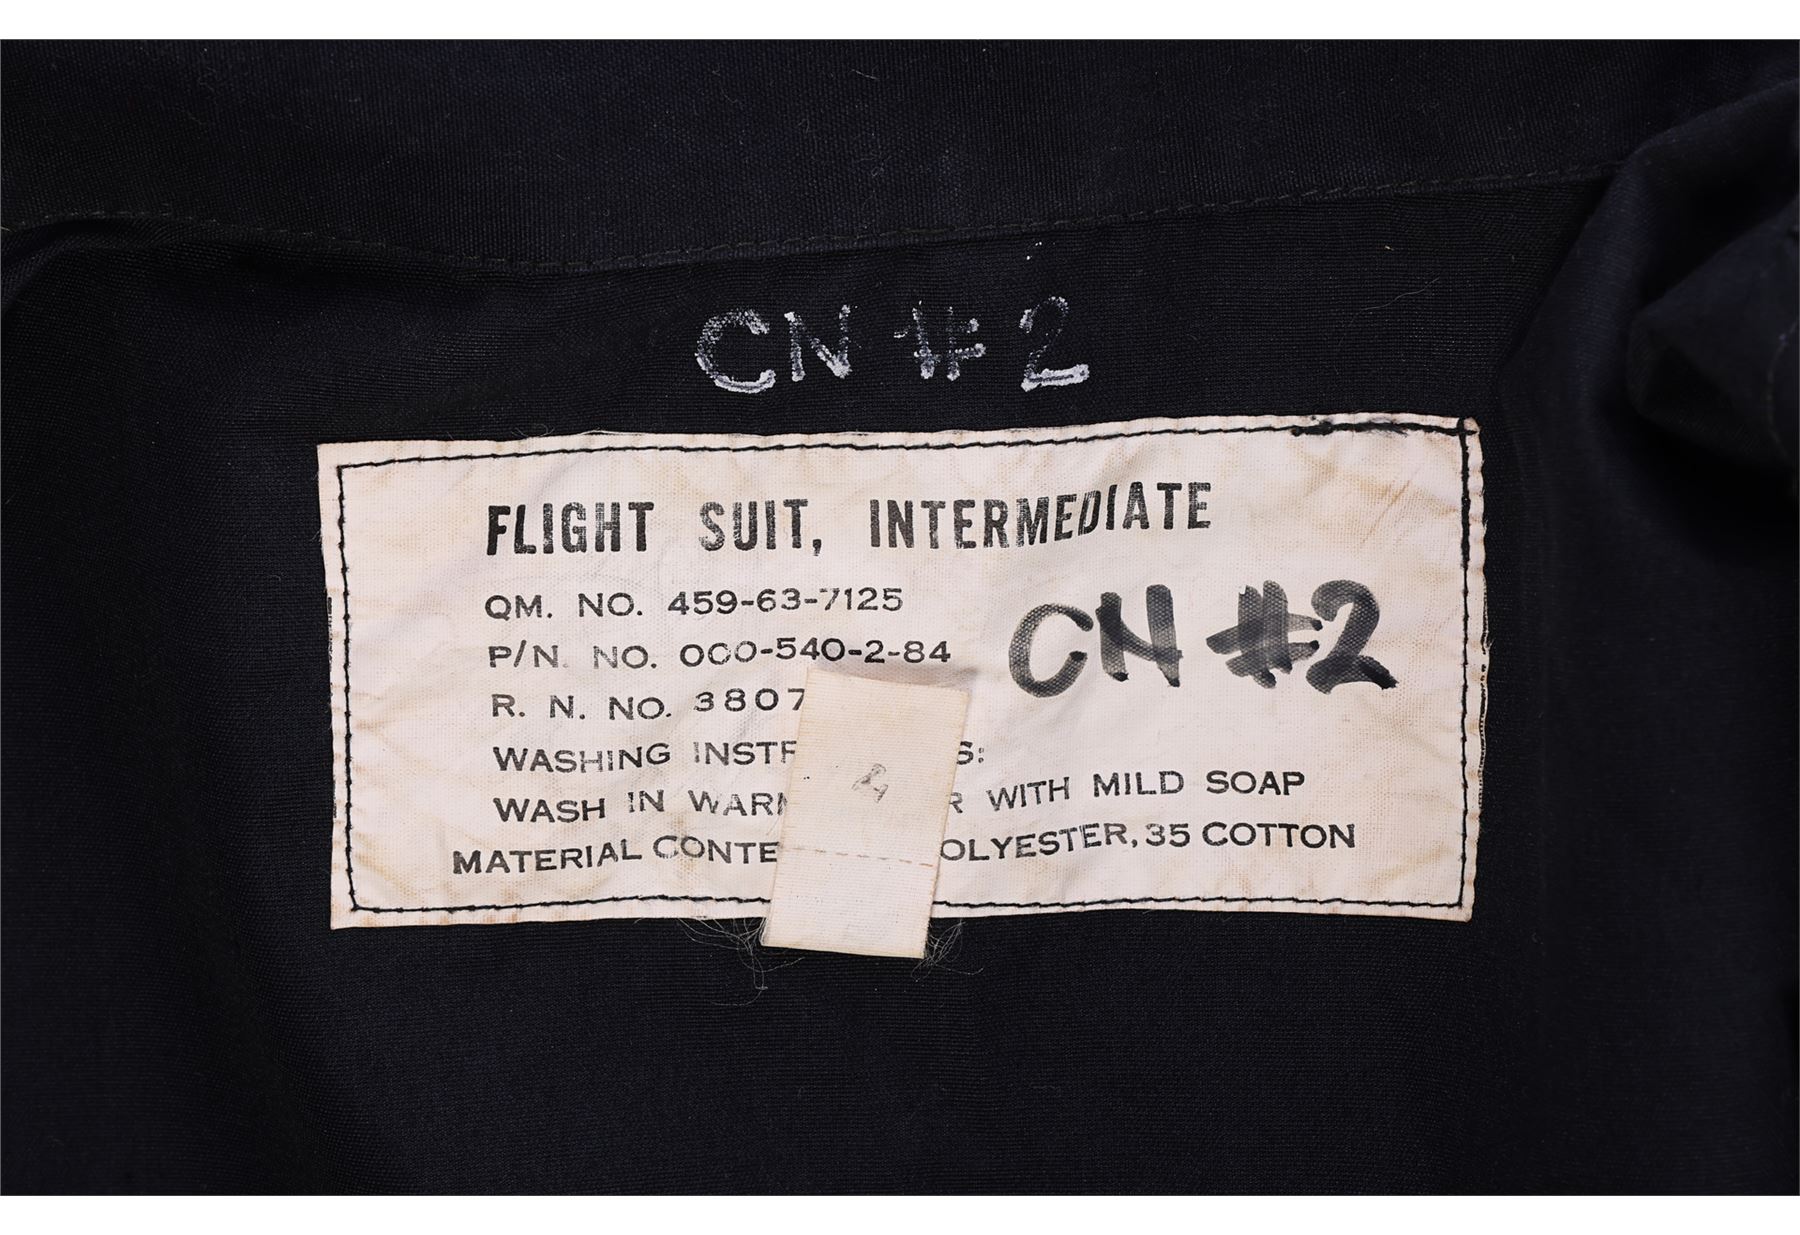 CN #2
FLIGHT SUIT, INTERMEDIATE
QM. NO. 459-63-7125
P/N. NO. 000-540-2-84
CN #2
R. N. NO. 3807
WASHING INSTR S:
WASH IN WARM R WITH MILD SOAP
MATERIAL CONTE OLYESTER, 35 COTTON